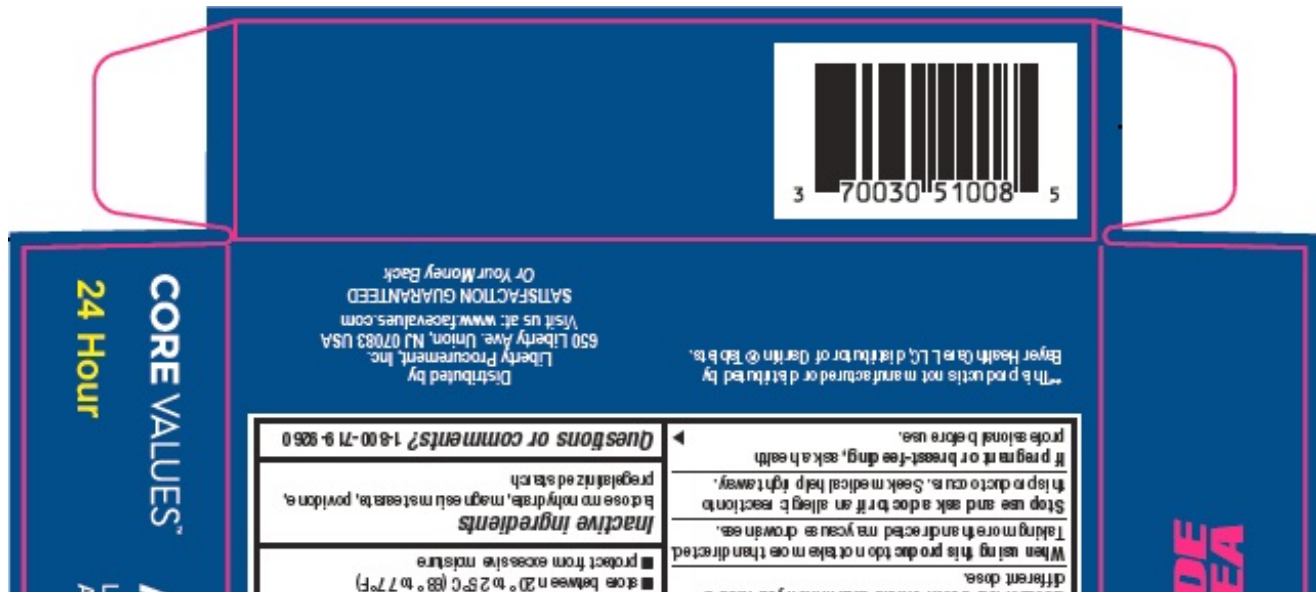 3 70030 51008 5
CORE VALUES™
24 Hour
different dose.
When using this product do not take more than directed.
Taking more than directed may cause drowsiness.
Stop use and ask a doctor if an allergic reaction to
this product occurs. Seek medical help right away.
If pregnant or breast-feeding, ask a health
professional before use.
■ store between 20° to 25°C (68° to 77°F)
■ protect from excessive moisture
Inactive ingredients
lactose monohydrate, magnesium stearate, povidone,
pregelatinized starch
Questions or comments? 1-800-719-9260
**This product is not manufactured or distributed by
Bayer HealthCare LLC, distributor of Claritin® Tablets.
Distributed by
Liberty Procurement, Inc.
650 Liberty Ave. Union, NJ 07083 USA
Visit us at: www.facevalues.com
SATISFACTION GUARANTEED
Or Your Money Back
DE
EA